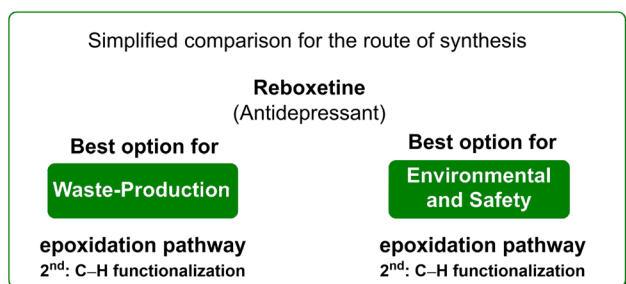 Simplified comparison for the route of synthesis
Reboxetine
(Antidepressant)
Best option for
Waste-Production
epoxidation pathway
2nd: C–H functionalization
Best option for
Environmental
and Safety
epoxidation pathway
2nd: C–H functionalization